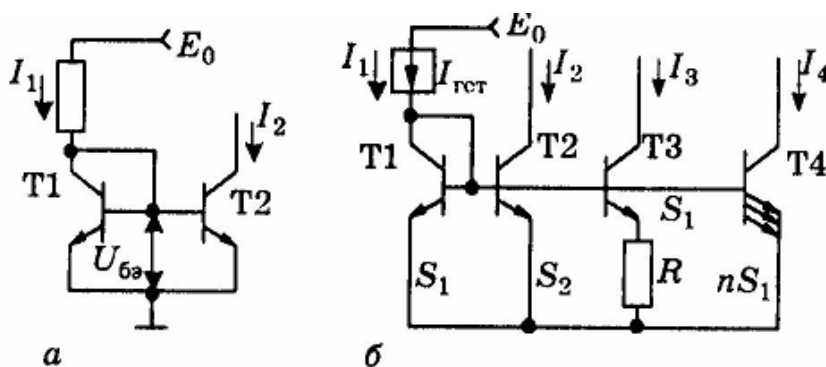 E₀
I₁
I₂
T1
T2
Uбэ
а
E₀
I₁
Iгст
I₂
I₃
I₄
T1
T2
T3
T4
S₁
S₂
S₁
R
nS₁
б